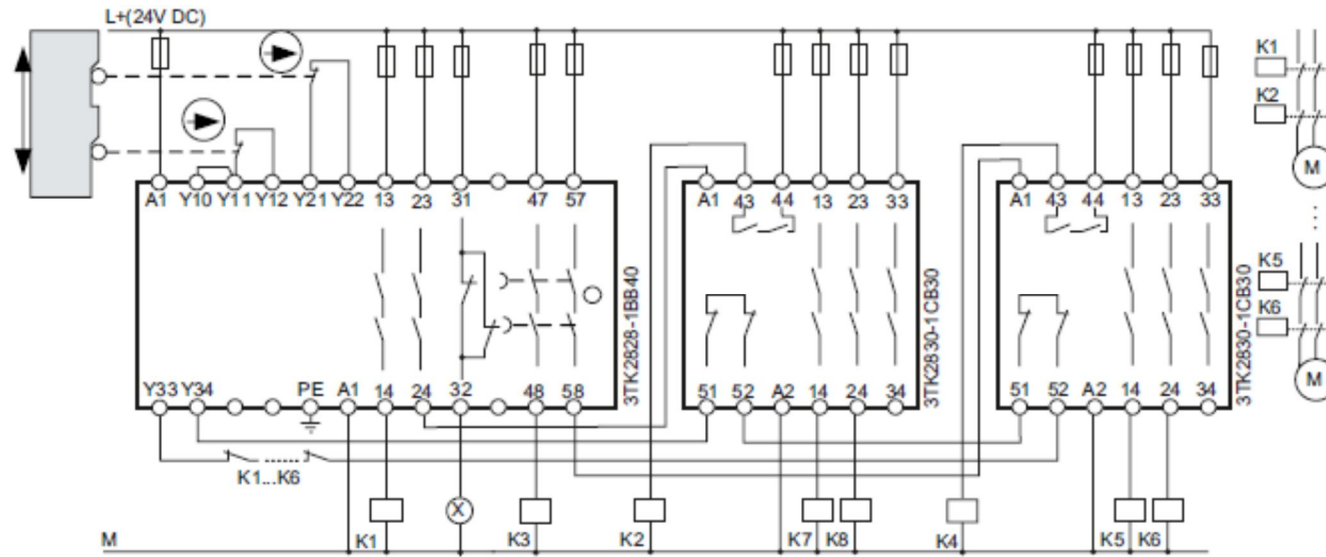 L+(24V DC)
K1
K2
M
A1 Y10 Y11 Y12 Y21 Y22 13 23 31 47 57
A1 43 44 13 23 33
A1 43 44 13 23 33
K5
K6
M
3TK2828-1BB40
3TK2830-1CB30
3TK2830-1CB30
Y33 Y34 PE A1 14 24 32 48 58
51 52 A2 14 24 34
51 52 A2 14 24 34
K1...K6
X
M K1 K3 K2 K7 K8 K4 K5 K6